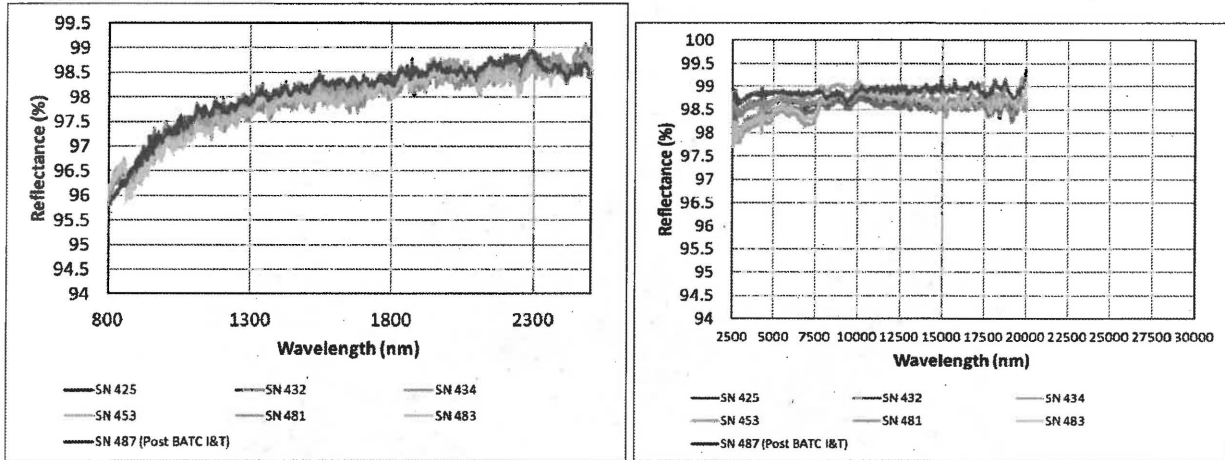 99.5
99
98.5
98
97.5
97
96.5
96
95.5
95
94.5
94
Reflectance (%)
800 1300 1800 2300
Wavelength (nm)
SN 425 SN 432 SN 434
SN 453 SN 481 SN 483
SN 487 (Post BATC I&T)
100
99.5
99
98.5
98
97.5
97
96.5
96
95.5
95
94.5
94
Reflectance (%)
2500 5000 7500 10000 12500 15000 17500 20000 22500 25000 27500 30000
Wavelength (nm)
SN 425 SN 432 SN 434
SN 453 SN 481 SN 483
SN 487 (Post BATC I&T)